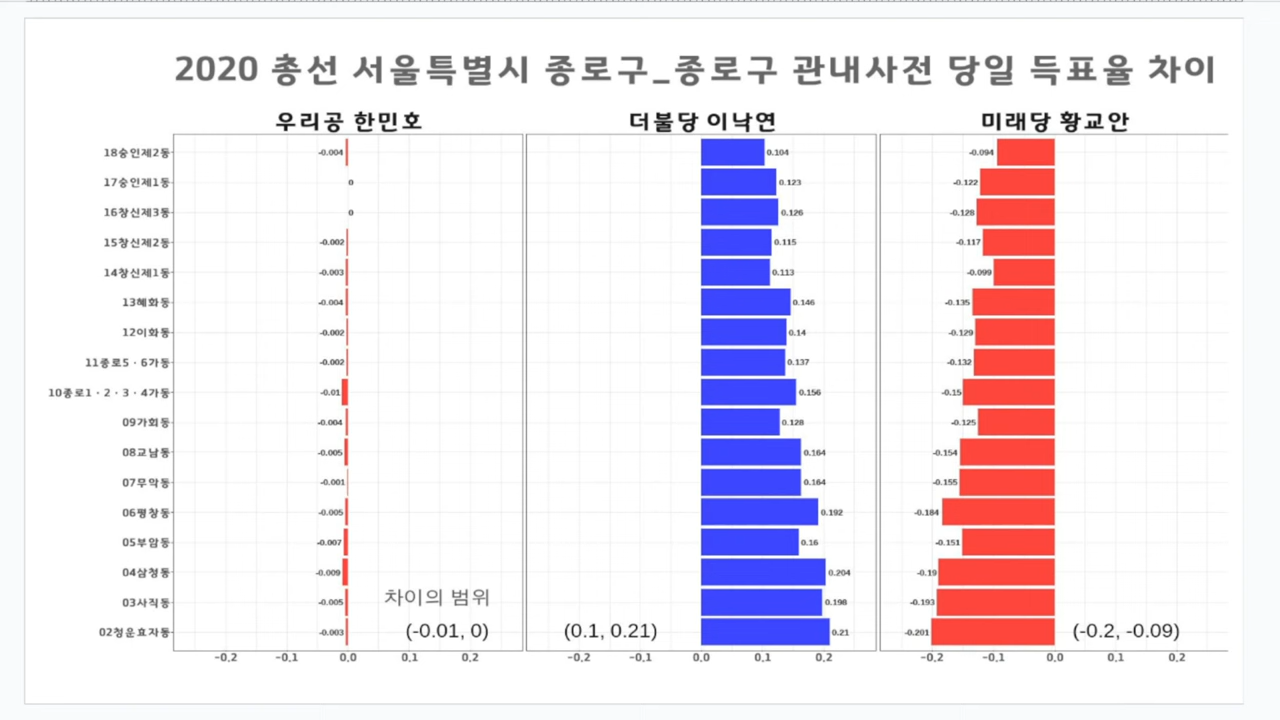 2020 총선 서울특별시 종로구_종로구 관내사전 당일 득표율 차이
우리공 한민호 더불당 이낙연 미래당 황교안
18숭인제2동 -0.004 0.104 -0.094
17숭인제1동 0 0.123 -0.122
16창신제3동 0 0.126 -0.128
15창신제2동 -0.002 0.115 -0.117
14창신제1동 -0.003 0.113 -0.099
13혜화동 -0.004 0.146 -0.135
12이화동 -0.002 0.14 -0.129
11종로5·6가동 -0.002 0.137 -0.132
10종로1·2·3·4가동 -0.01 0.156 -0.15
09가회동 -0.004 0.128 -0.125
08교남동 -0.005 0.164 -0.154
07무악동 -0.001 0.164 -0.155
06평창동 -0.005 0.192 -0.184
05부암동 -0.007 0.16 -0.151
04삼청동 -0.009 0.204 -0.19
차이의 범위
03사직동 -0.005 0.198 -0.193
02청운효자동 -0.003 (-0.01, 0) (0.1, 0.21) 0.21 -0.201 (-0.2, -0.09)
-0.2 -0.1 0.0 0.1 0.2 -0.2 -0.1 0.0 0.1 0.2 -0.2 -0.1 0.0 0.1 0.2